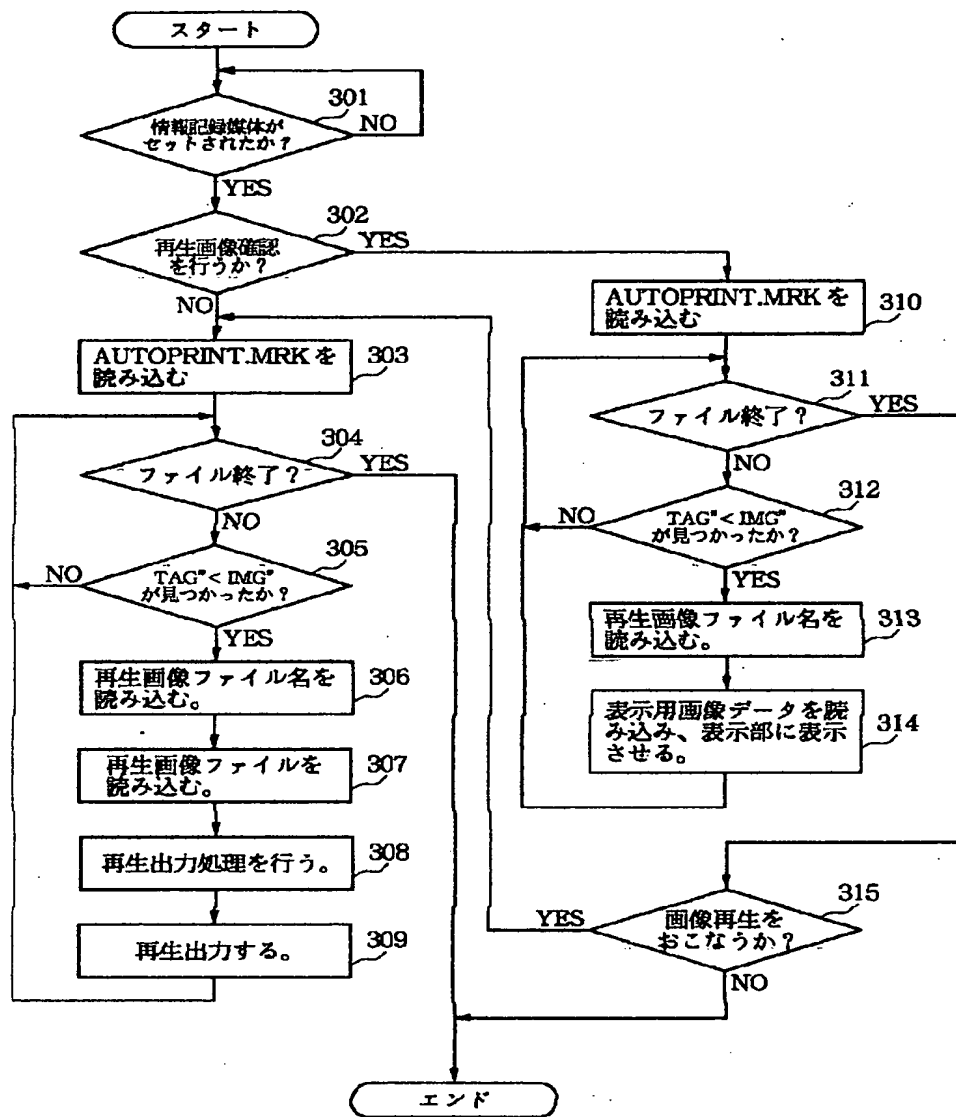 スタート
301
情報記録媒体が
セットされたか？
NO
YES
302
再生画像確認
を行うか？
YES
NO
AUTOPRINT.MRKを
読み込む
303
304
ファイル終了？
YES
NO
305
TAG"<IMG"
が見つかったか？
NO
YES
再生画像ファイル名を
読み込む。
306
再生画像ファイルを
読み込む。
307
再生出力処理を行う。
308
再生出力する。
309
AUTOPRINT.MRKを
読み込む
310
311
ファイル終了？
YES
NO
312
TAG"<IMG"
が見つかったか？
NO
YES
再生画像ファイル名を
読み込む。
313
表示用画像データを読
み込み、表示部に表示
させる。
314
315
画像再生を
おこなうか？
YES
NO
エンド